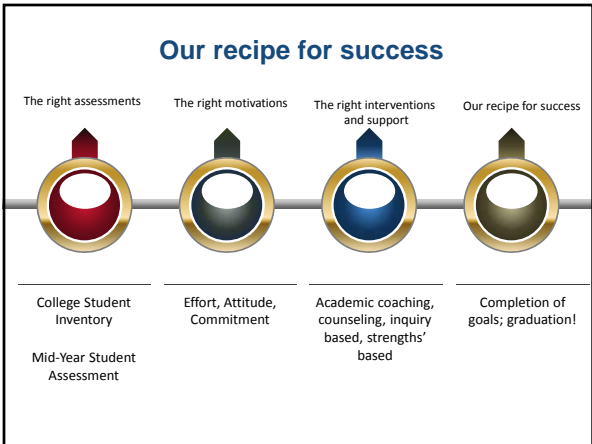 Our recipe for success
The right assessments
The right motivations
The right interventions
and support
Our recipe for success
College Student
Inventory
Mid-Year Student
Assessment
Effort, Attitude,
Commitment
Academic coaching,
counseling, inquiry
based, strengths’
based
Completion of
goals; graduation!